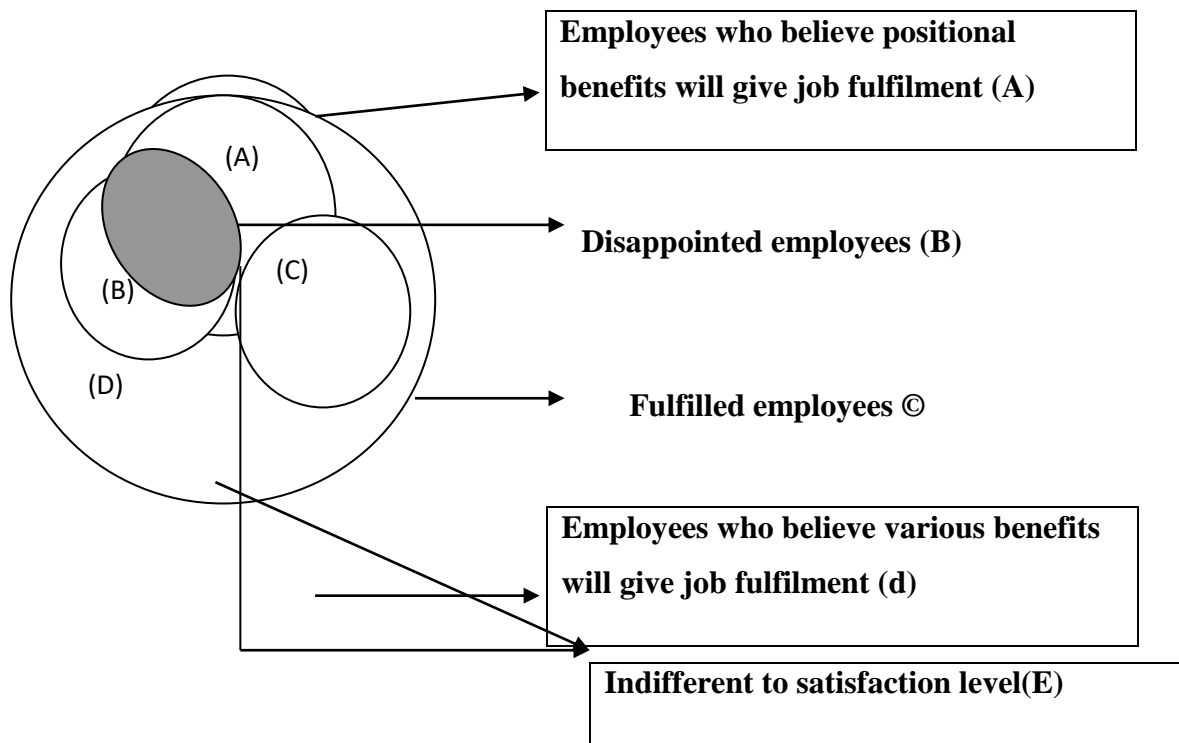 Employees who believe positional
benefits will give job fulfilment (A)
(A)
Disappointed employees (B)
(C)
(B)
(D)
Fulfilled employees ©
Employees who believe various benefits
will give job fulfilment (d)
Indifferent to satisfaction level(E)